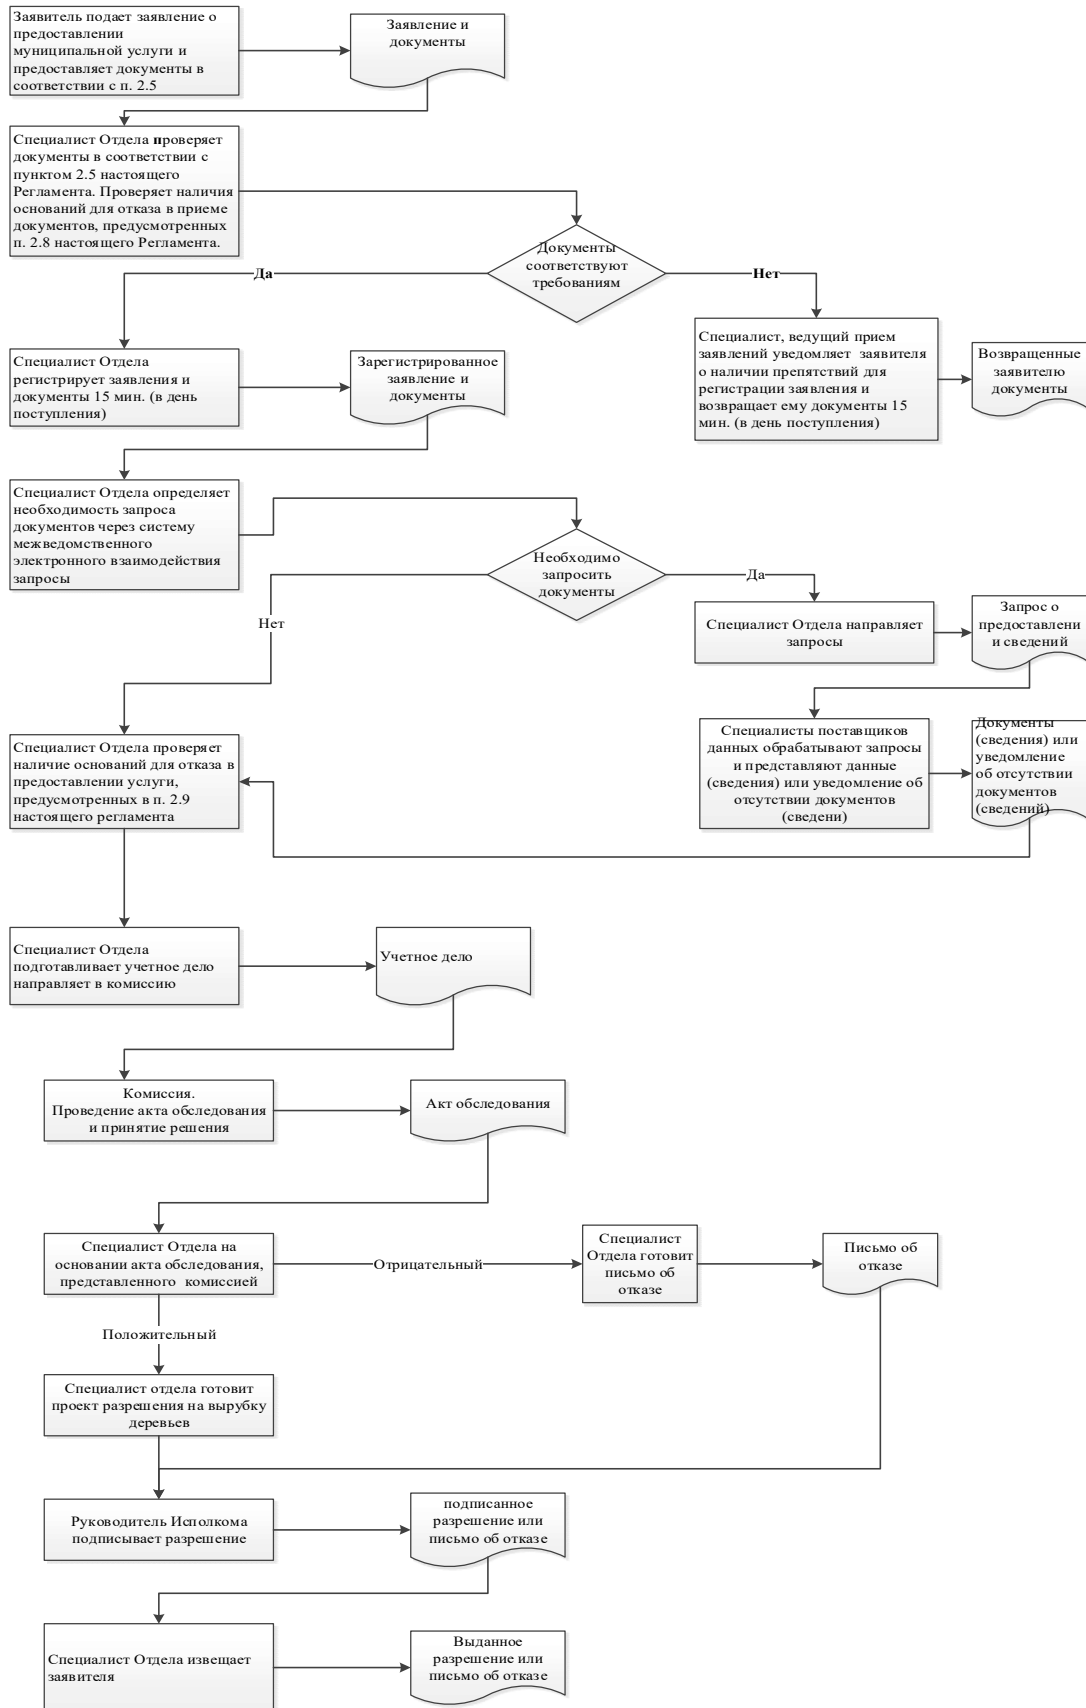 Заявитель подает заявление о
предоставлении
муниципальной услуги и
предоставляет документы в
соответствии с п. 2.5
Заявление и
документы
Специалист Отдела проверяет
документы в соответствии с
пунктом 2.5 настоящего
Регламента. Проверяет наличия
оснований для отказа в приеме
документов, предусмотренных
п. 2.8 настоящего Регламента.
Документы
соответствуют
требованиям
Да
Нет
Специалист Отдела
регистрирует заявления и
документы 15 мин. (в день
поступления)
Зарегистрированное
заявление и
документы
Специалист, ведущий прием
заявлений уведомляет заявителя
о наличии препятствий для
регистрации заявления и
возвращает ему документы 15
мин. (в день поступления)
Возвращенные
заявителю
документы
Специалист Отдела определяет
необходимость запроса
документов через систему
межведомственного
электронного взаимодействия
запросы
Необходимо
запросить
документы
Да
Нет
Специалист Отдела направляет
запросы
Запрос о
предоставлени
и сведений
Специалист Отдела проверяет
наличие оснований для отказа в
предоставлении услуги,
предусмотренных в п. 2.9
настоящего регламента
Специалисты поставщиков
данных обрабатывают запросы
и представляют данные
(сведения) или уведомление об
отсутствии документов
(сведени)
Документы
(сведения) или
уведомление
об отсутствии
документов
(сведений)
Специалист Отдела
подготавливает учетное дело
направляет в комиссию
Учетное дело
Комиссия.
Проведение акта обследования
и принятие решения
Акт обследования
Специалист Отдела на
основании акта обследования,
представленного комиссией
Отрицательный
Специалист
Отдела готовит
письмо об
отказе
Письмо об
отказе
Положительный
Специалист отдела готовит
проект разрешения на вырубку
деревьев
Руководитель Исполкома
подписывает разрешение
подписанное
разрешение или
письмо об отказе
Специалист Отдела извещает
заявителя
Выданное
разрешение или
письмо об отказе